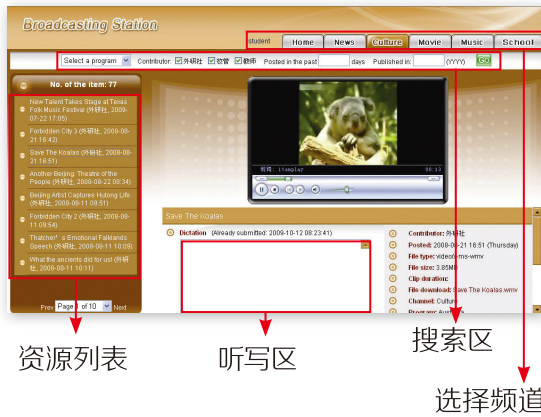 Broadcasting Station
student Home News Culture Movie Music School
Select a program Contributor: 外研社 校管 教师 Posted in the past days Published in: (YYYY) GO
No. of the item: 77
New Talent Takes Stage at Texas
Folk Music Festival (外研社, 2009-
07-22 17:05)
Forbidden City 3 (外研社, 2008-08-
21 16:42)
Save The Koalas (外研社, 2008-08-
21 16:51)
Another Beijing: Theatre of the
People (外研社, 2008-08-22 09:34)
Beijing Artist Captures Hutong Life
(外研社, 2008-08-11 09:51)
Forbidden City 2 (外研社, 2008-08-
11 09:54)
Thatcher's Emotional Falklands
Speech (外研社, 2008-08-11 10:09)
What the ancients did for us! (外研
社, 2008-08-11 10:11)
Prev Page 1 of 10 Next
00:13
Save The Koalas
Dictation (Already submitted: 2009-10-12 08:23:41)
Contributor: 外研社
Posted: 2008-08-21 16:51 (Thursday)
File type: video/x-ms-wmv
File size: 3.85MB
Clip duration:
File download: Save The Koalas.wmv
Channel: Culture
资源列表
听写区
搜索区
选择频道